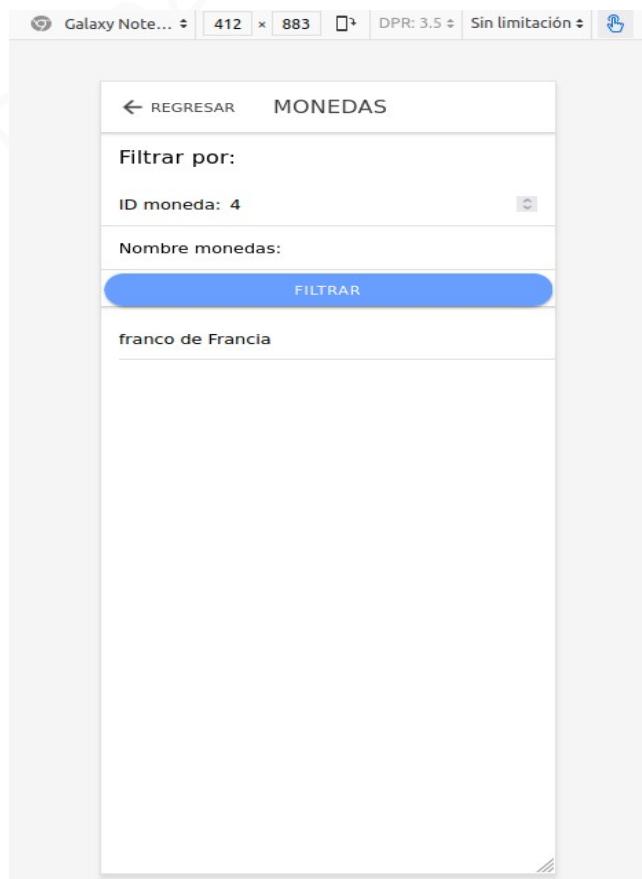 Galaxy Note... 412 × 883 DPR: 3.5 Sin limitación
← REGRESAR MONEDAS
Filtrar por:
ID moneda: 4
Nombre monedas:
FILTRAR
franco de Francia